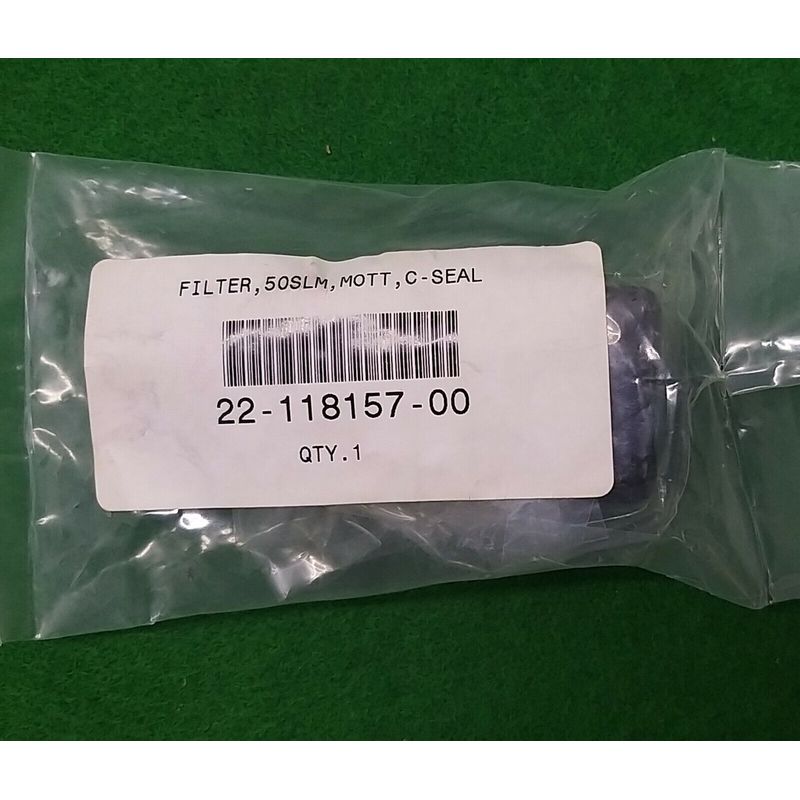 FILTER,50SLM,MOTT,C-SEAL
22-118157-00
QTY.1